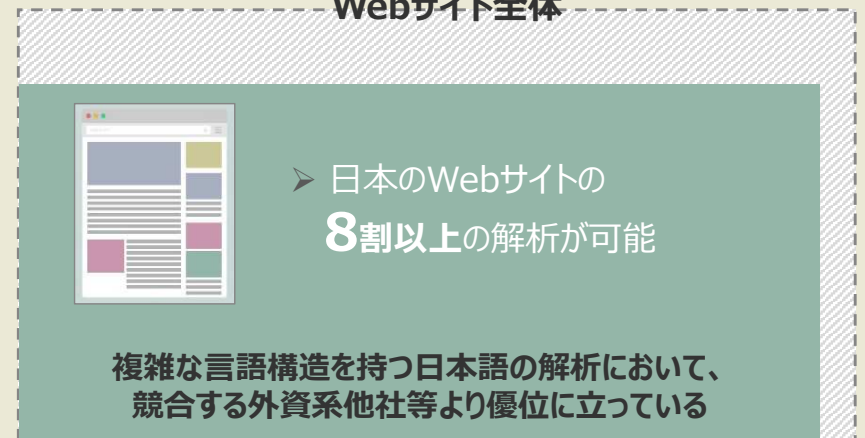 Webサイト全体
➢ 日本のWebサイトの
8割以上の解析が可能
複雑な言語構造を持つ日本語の解析において、
競合する外資系他社等より優位に立っている